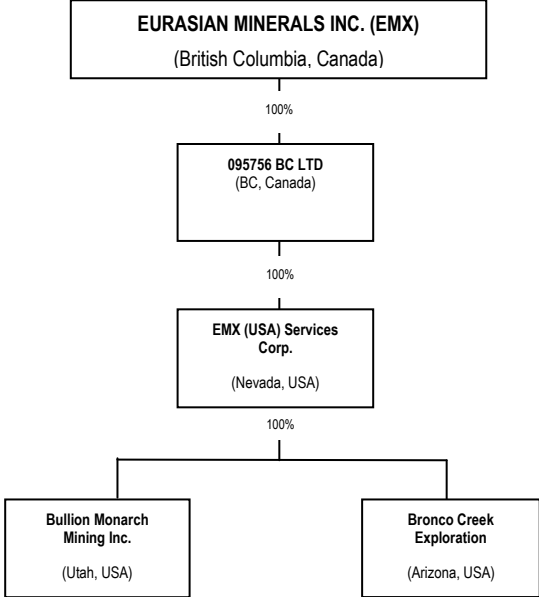 EURASIAN MINERALS INC. (EMX)
(British Columbia, Canada)
100%
095756 BC LTD
(BC, Canada)
100%
EMX (USA) Services
Corp.
(Nevada, USA)
100%
Bullion Monarch
Mining Inc.
(Utah, USA)
Bronco Creek
Exploration
(Arizona, USA)